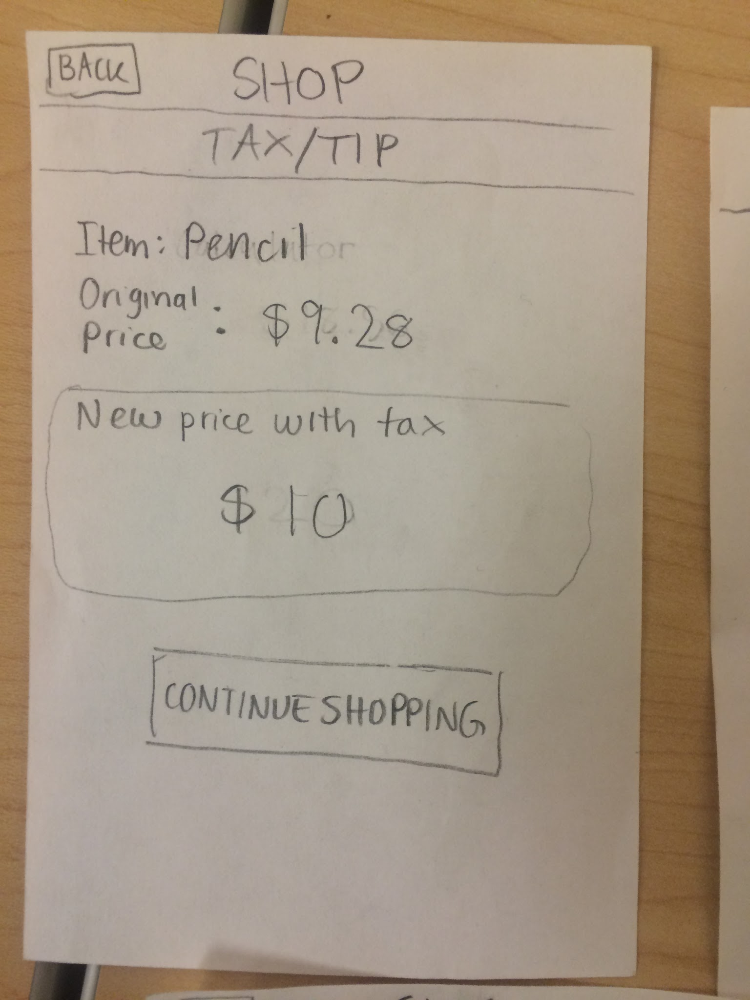 BACK
SHOP
TAX/TIP
Item: Pencil
Original
Price : $9.28
New price with tax
$10
CONTINUE SHOPPING